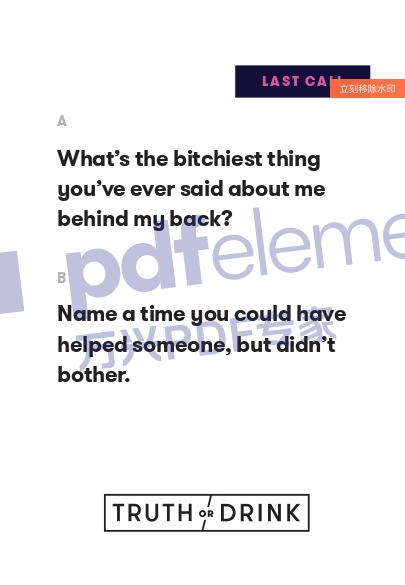 LAST CALL
立刻移除水印
A
What’s the bitchiest thing
you’ve ever said about me
behind my back?
pdfeleme
B
Name a time you could have
helped someone, but didn’t
bother.
万兴PDF专家
TRUTH OR DRINK